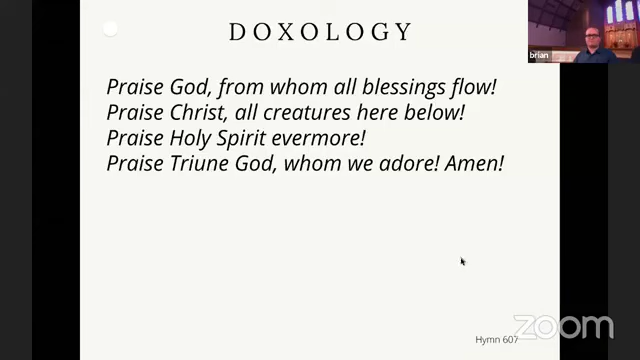 DOXOLOGY
brian
Praise God, from whom all blessings flow!
Praise Christ, all creatures here below!
Praise Holy Spirit evermore!
Praise Triune God, whom we adore! Amen!
Hymn 607
zoom